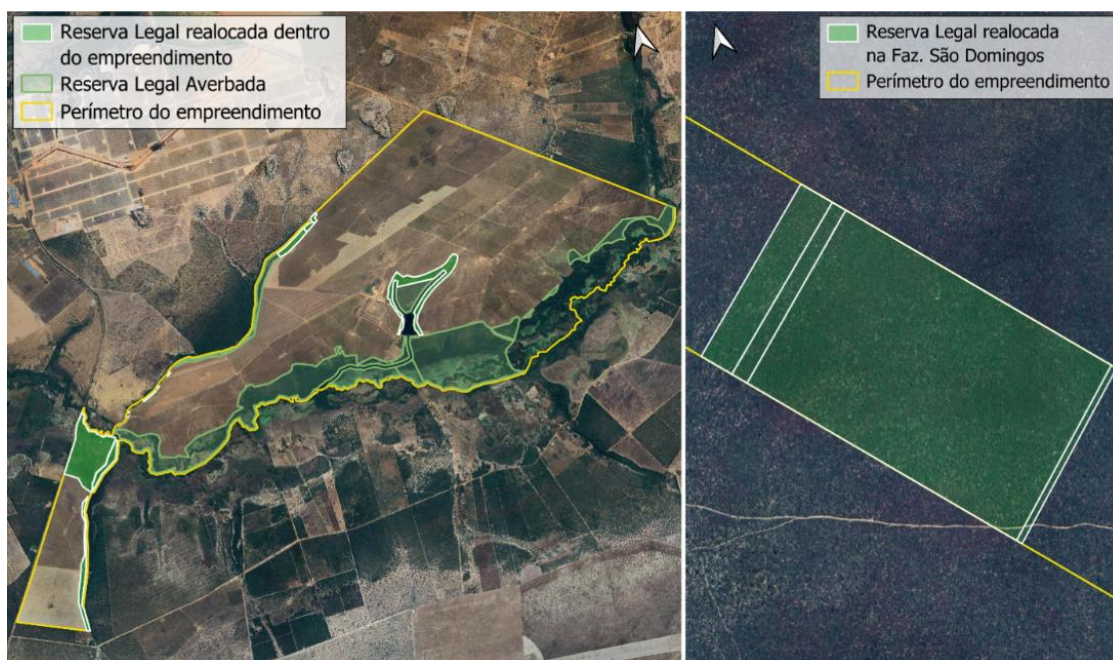 Reserva Legal realocada dentro
do empreendimento
Reserva Legal Averbada
Perímetro do empreendimento
Reserva Legal realocada
na Faz. São Domingos
Perímetro do empreendimento